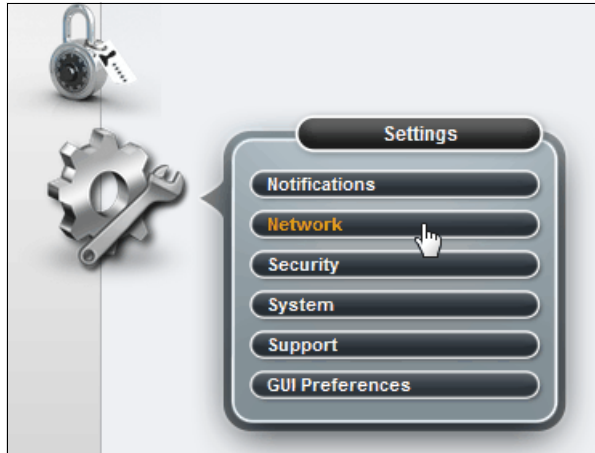 Settings
Notifications
Network
Security
System
Support
GUI Preferences